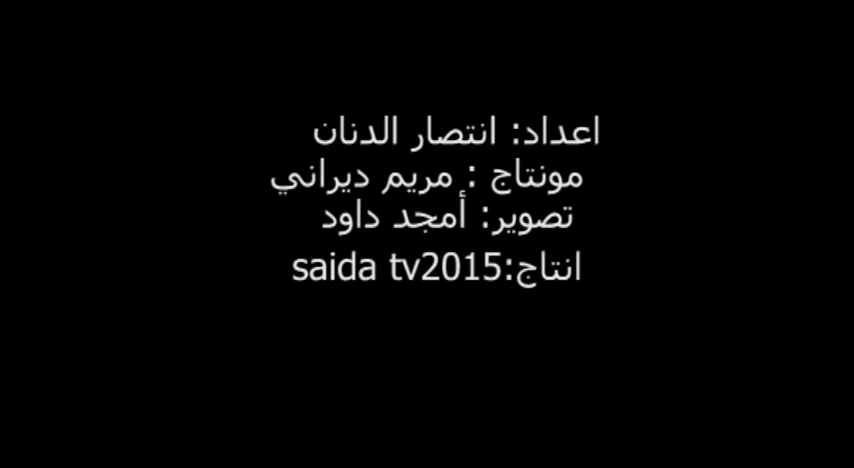 اعداد: انتصار الدنان
مونتاج : مريم ديراني
تصوير: أمجد داود
انتاج:saida tv2015